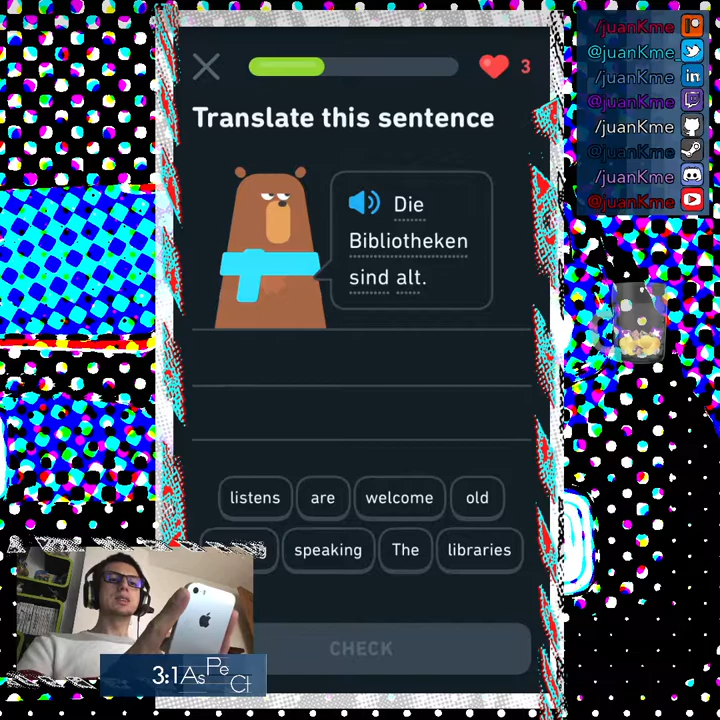 /juanKme
@juanKme_
/juanKme
@juanKme
/juanKme
@juanKme
/juanKme
@juanKme
3
Translate this sentence
Die
Bibliotheken
sind alt.
listens are welcome old
speaking The libraries
CHECK
3:1AsPeCt